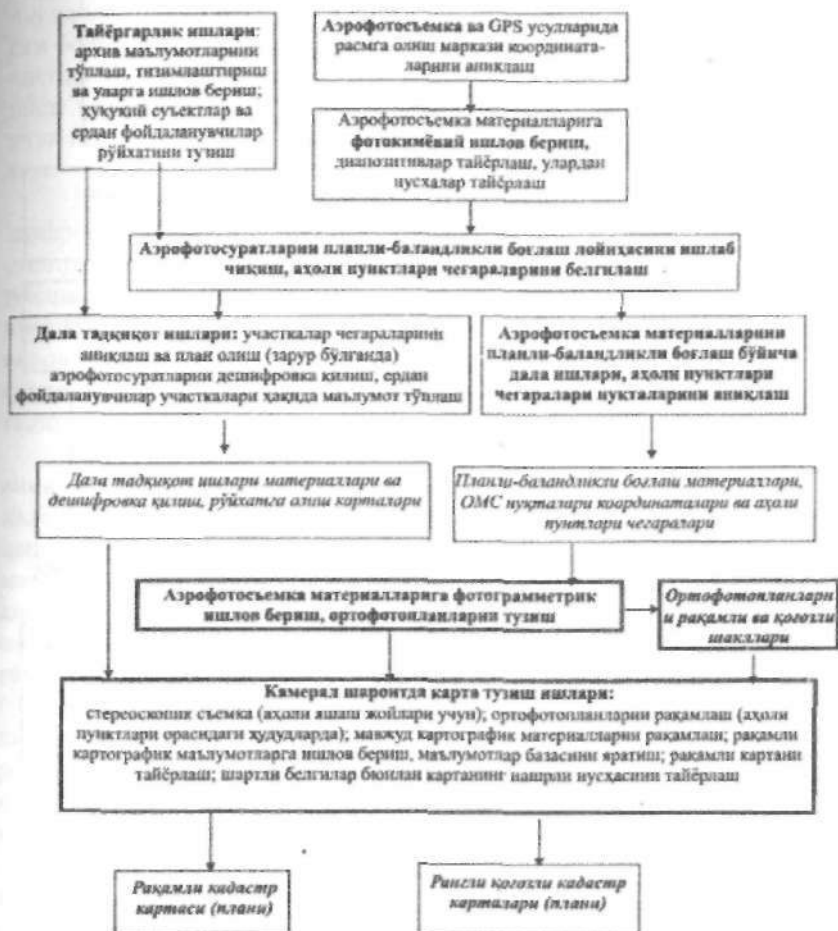 Тайёргарлик ишлари:
архив маълумотларини
тўплаш, тизимлаштириш
ва уларга ишлов бериш;
ҳуқуқий суъектлар ва
ердан фойдаланувчилар
рўйхатини тузиш
Аэрофотосъемка ва GPS усулларида
расмга олиш маркази координата-
ларини аниқлаш
Аэрофотосъемка материалларига
фотокимёвий ишлов бериш,
диапозитивлар тайёрлаш, улардан
нусхалар тайёрлаш
Аэрофотосуратларни планли-баландликли боғлаш лойиҳасини ишлаб
чиқиш, аҳоли пунктлари чегараларини белгилаш
Дала тадқиқот ишлари: участкалар чегараларини
аниқлаш ва план олиш (зарур бўлганда)
аэрофотосуратларни дешифровка қилиш, ердан
фойдаланувчилар участкалари ҳақида маълумот тўплаш
Аэрофотосъемка материалларини
планли-баландликли боғлаш бўйича
дала ишлари, аҳоли пунктлари
чегаралари нуқталарини аниқлаш
Дала тадқиқот ишлари материаллари ва
дешифровка қилиш, рўйхатга олиш карталари
Планли-баландликли боғлаш материаллари,
ОМС нуқталари координаталари ва аҳоли
пунтлари чегаралари
Аэрофотосъемка материалларига фотограмметрик
ишлов бериш, ортофотопланларни тузиш
Ортофотопланларн
и рақамли ва қоғозли
шакллари
Камерал шароитда карта тузиш ишлари:
стереоскопик съемка (аҳоли яшаш жойлари учун); ортофотопланларни рақамлаш (аҳоли
пунктлари орасидаги ҳудудларда); мавжуд картографик материалларни рақамлаш; рақамли
картографик маълумотларга ишлов бериш, маълумотлар базасини яратиш; рақамли картани
тайёрлаш; шартли белгилар бюилан картанинг нашрли нусҳасини тайёрлаш
Рақамли кадастр
картаси (плани)
Рангли қоғозли кадастр
карталари (плани)